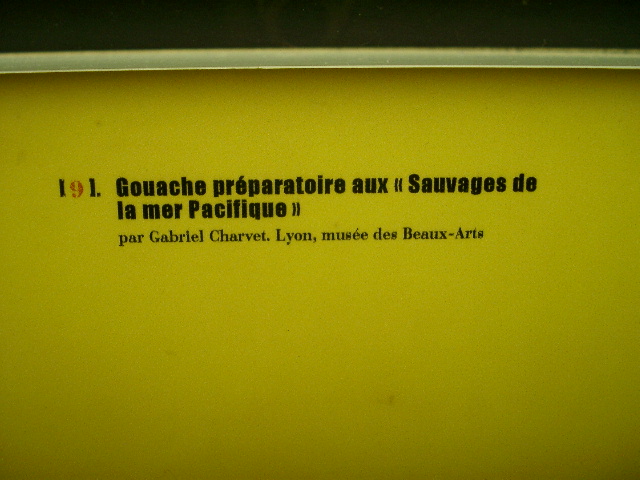 [9]. Gouache préparatoire aux « Sauvages de
la mer Pacifique »
par Gabriel Charvet. Lyon, musée des Beaux-Arts